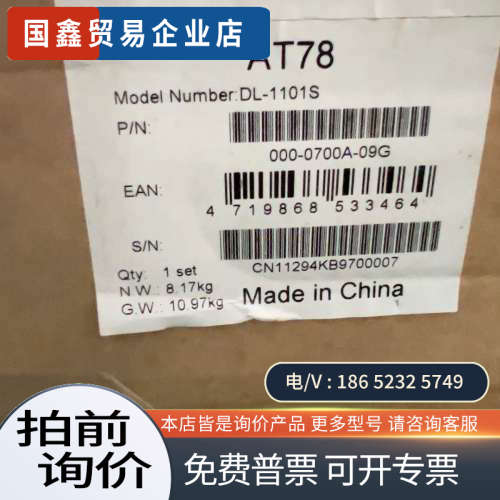 国鑫贸易企业店
AT78
Model Number:DL-1101S
P/N:
000-0700A-09G
EAN:
4 719868 533464
S/N:
CN11294KB9700007
Qty: 1 set
N.W.: 8.17kg
G.W.: 10.97kg
Made in China
电/V : 186 5232 5749
拍前
询价
本店皆是询价产品 更多型号 请咨询客服
免费普票 可开专票